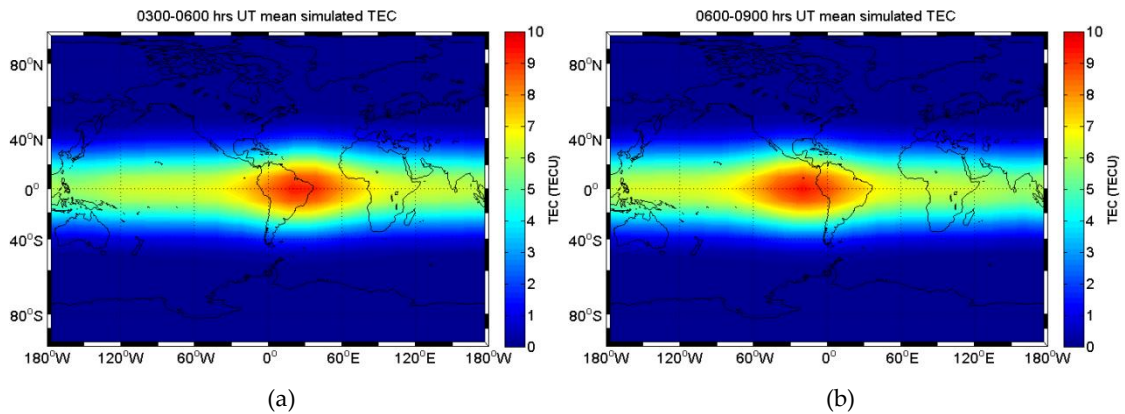 0300-0600 hrs UT mean simulated TEC
80°N
40°N
0°
40°S
80°S
180°W
120°W
60°W
0°
60°E
120°E
180°W
10
9
8
7
6
5
4
3
2
1
0
TEC (TECU)
(a)
0600-0900 hrs UT mean simulated TEC
80°N
40°N
0°
40°S
80°S
180°W
120°W
60°W
0°
60°E
120°E
180°W
10
9
8
7
6
5
4
3
2
1
0
TEC (TECU)
(b)